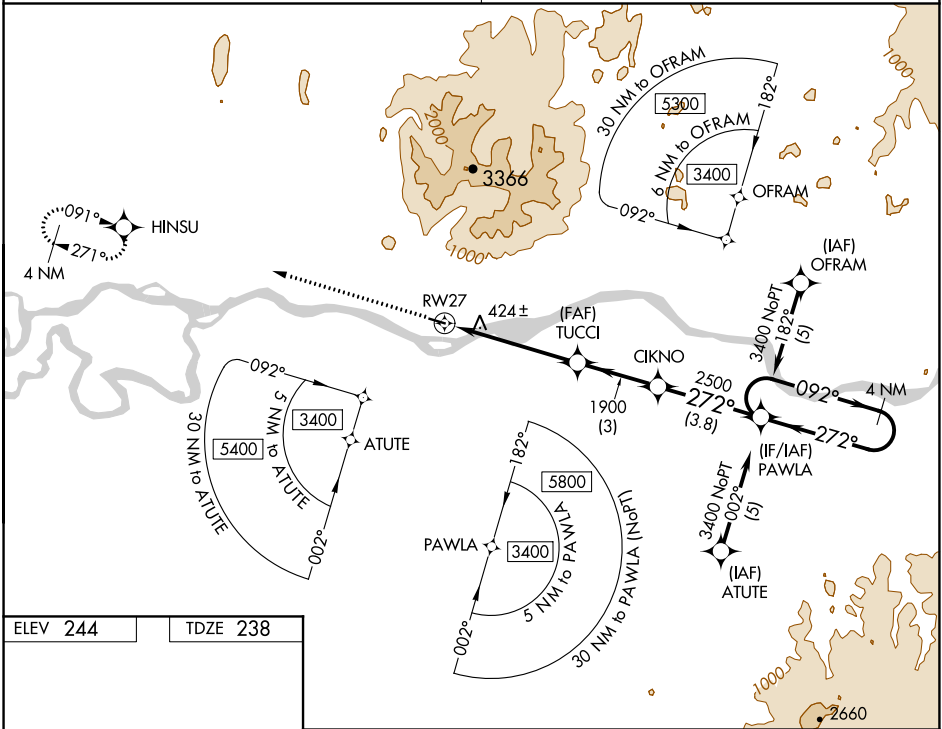 2000
3366
1000
30 NM to OFRAM
5300
182°
6 NM to OFRAM
3400
092°
OFRAM
1000
091°
271°
4 NM
HINSU
RW27
424±
(FAF)
TUCCI
CIKNO
1900
(3)
2500
272°
(3.8)
(IAF)
OFRAM
3400 NoPT
182°
(5)
092°
4 NM
272°
(IF/IAF)
PAWLA
3400 NoPT
002°
(5)
(IAF)
ATUTE
092°
5 NM to ATUTE
3400
5400
30 NM to ATUTE
ATUTE
002°
182°
5800
PAWLA
3400
5 NM to PAWLA
30 NM to PAWLA (NoPT)
002°
1000
2660
ELEV 244
TDZE 238